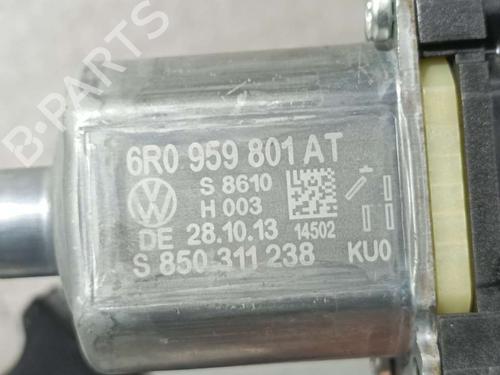 B-PARTS
6R0 959 801 AT
S 8610
H 003
DE 28.10.13 14502
S 850 311 238 KU0